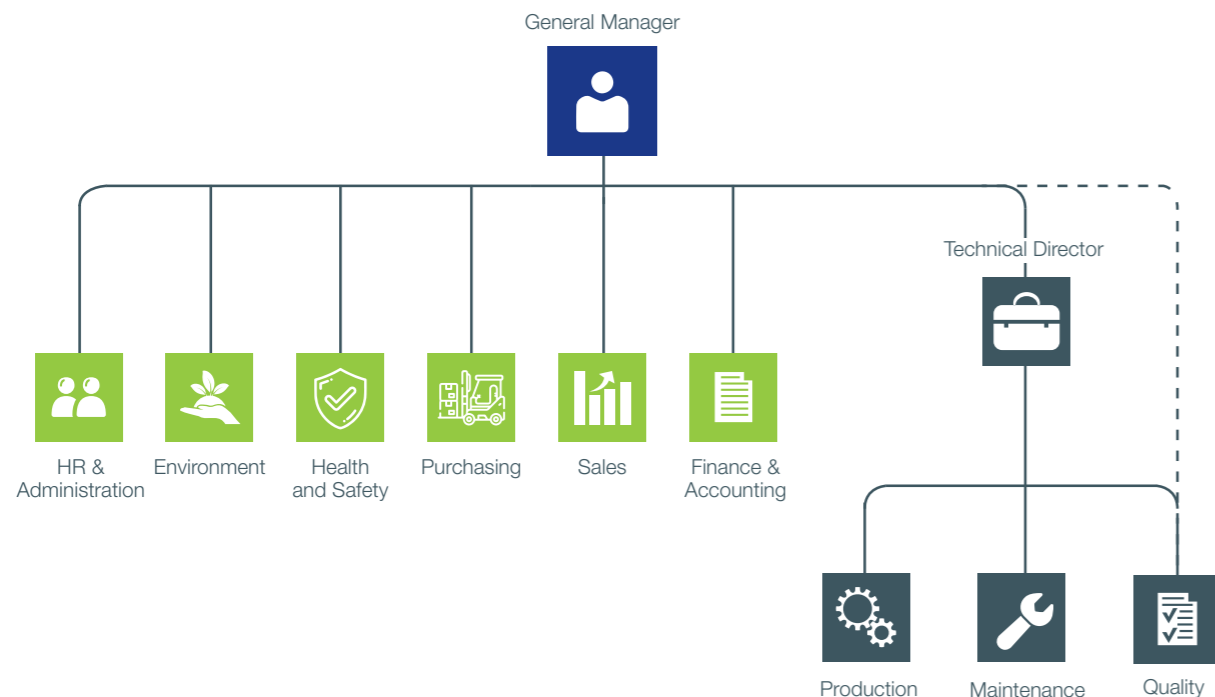 General Manager
Technical Director
HR &
Administration
Environment
Health
and Safety
Purchasing
Sales
Finance &
Accounting
Production
Maintenance
Quality